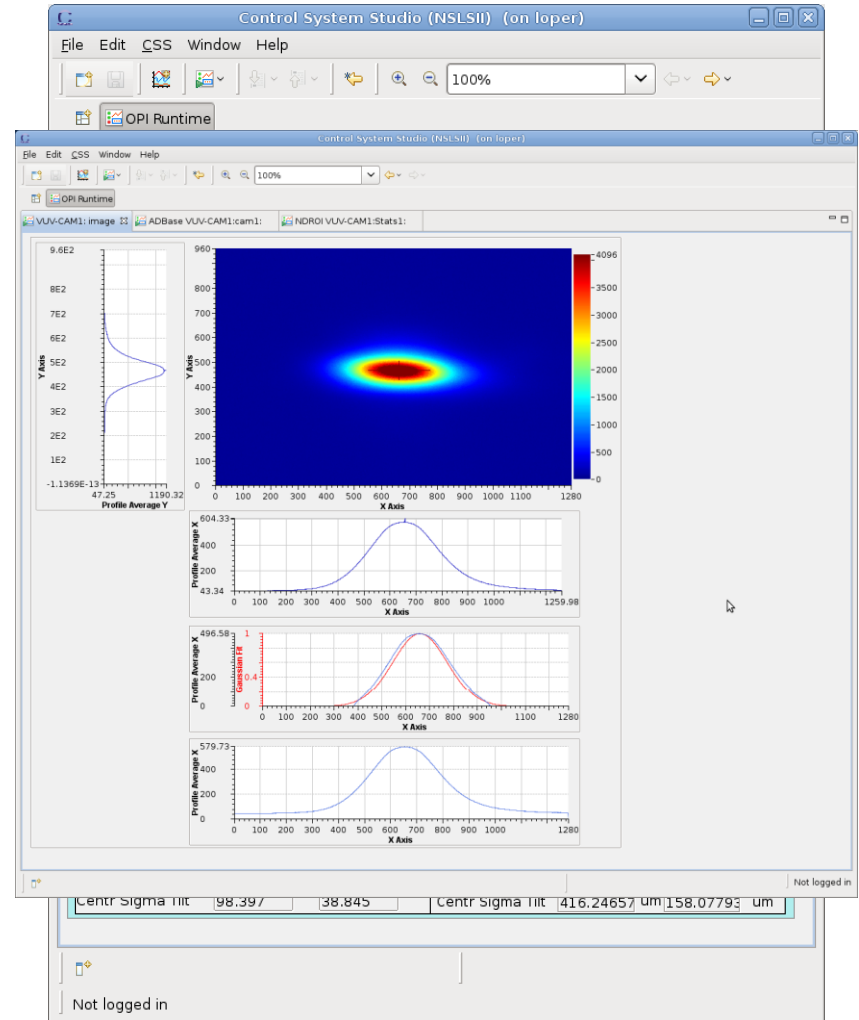 Control System Studio (NSLSII) (on loper)
File Edit CSS Window Help
100%
OPI Runtime
Control System Studio (NSLSII) (on loper)
File Edit CSS Window Help
100%
OPI Runtime
VUV-CAM1: image ADBase VUV-CAM1:cam1: NDROI VUV-CAM1:Stats1:
9.6E2
8E2
7E2
6E2
5E2
4E2
3E2
2E2
1E2
-1.1369E-13
Y Axis
47.25 1190.32
Profile Average Y
960
800
700
600
500
400
300
200
100
0
Y Axis
0 100 200 300 400 500 600 700 800 900 1000 1100 1280
X Axis
4096
3500
3000
2500
2000
1500
1000
500
0
Profile Average X
604.33
400
200
43.34
0 100 200 300 400 500 600 700 800 900 1000 1259.98
X Axis
Profile Average X
496.58
200
0
Gaussian Fit
1
0.4
0
0 100 200 300 400 500 600 700 800 900 1100 1280
X Axis
Profile Average X
579.73
400
200
0
0 100 200 300 400 500 600 700 800 900 1000 1280
X Axis
Not logged in
Centr Sigma Tilt 98.397 38.845 Centr Sigma Tilt 416.24657 um 158.07793 um
Not logged in